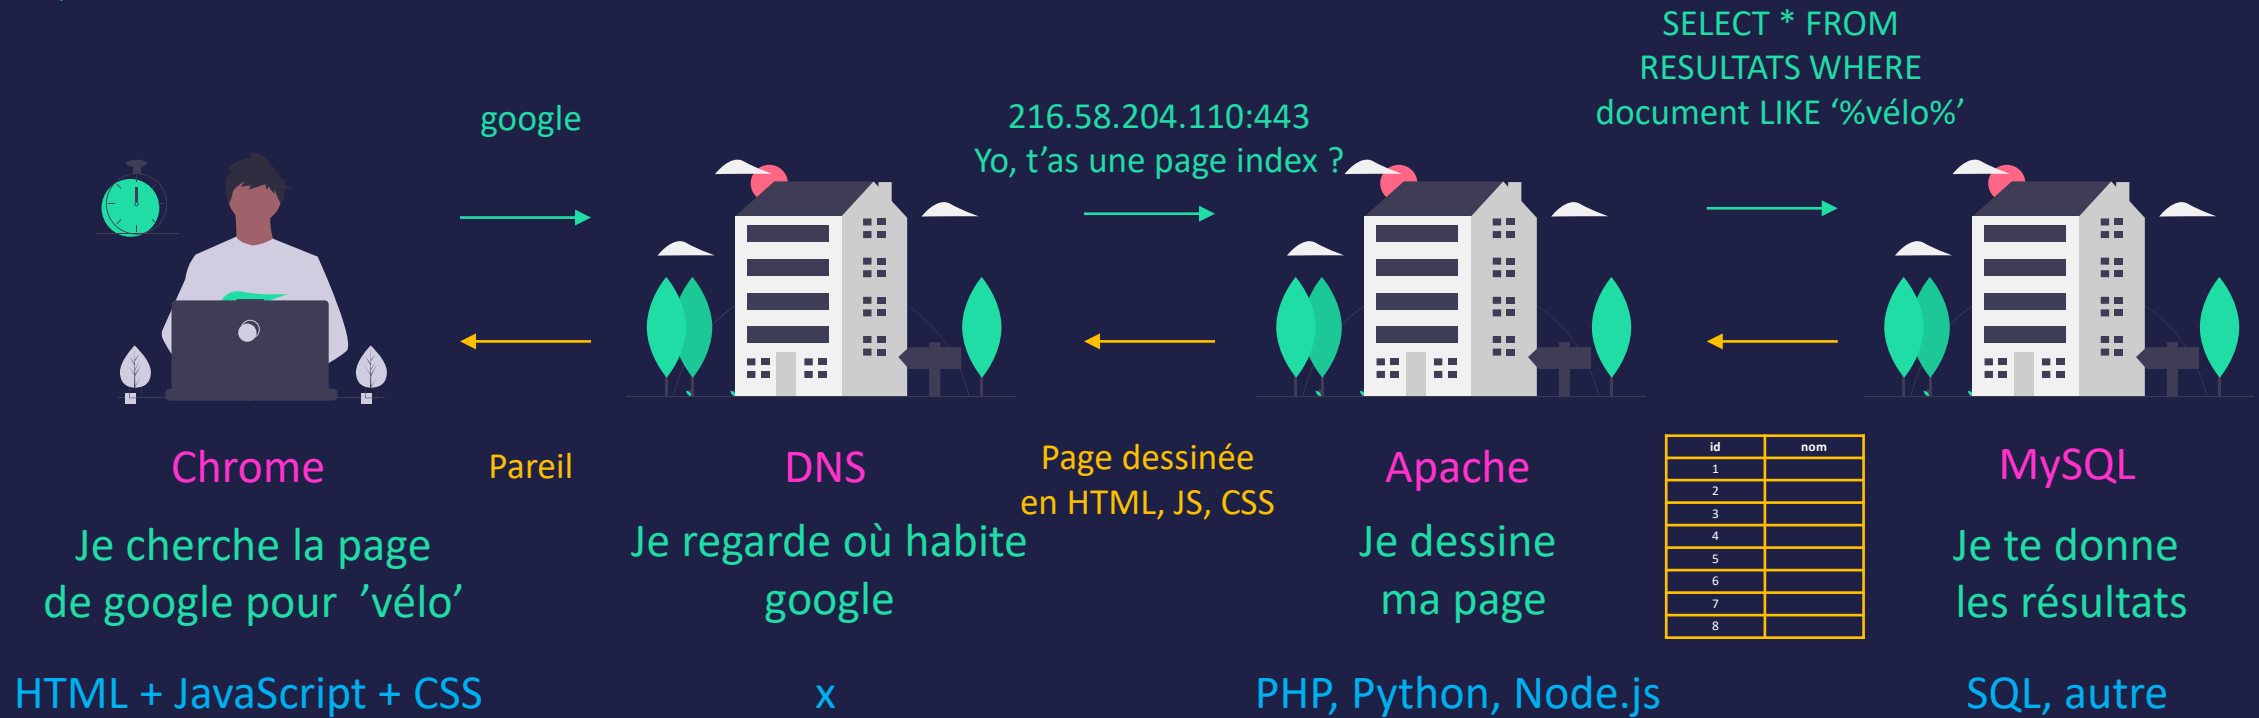 SELECT * FROM
RESULTATS WHERE
document LIKE ‘%vélo%’
google
216.58.204.110:443
Yo, t’as une page index ?
Chrome
Pareil
DNS
Page dessinée
en HTML, JS, CSS
Apache
id nom
1
2
3
4
5
6
7
8
MySQL
Je cherche la page
de google pour ’vélo’
Je regarde où habite
google
Je dessine
ma page
Je te donne
les résultats
HTML + JavaScript + CSS
x
PHP, Python, Node.js
SQL, autre